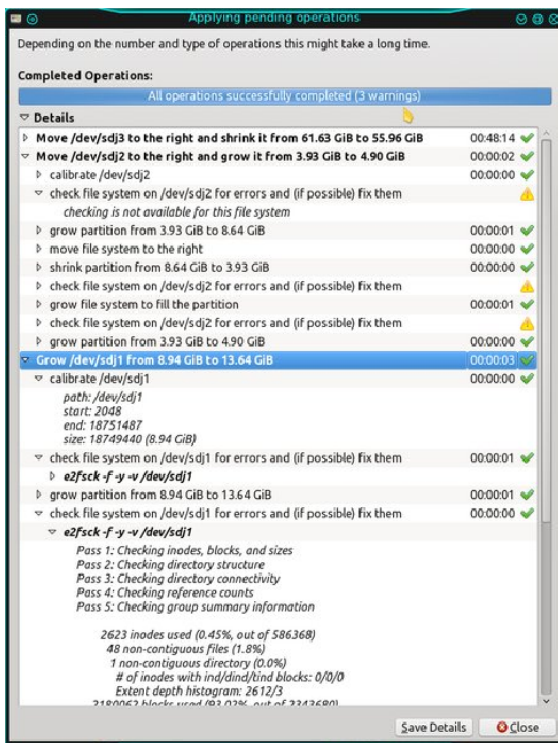 Applying pending operations
Depending on the number and type of operations this might take a long time.
Completed Operations:
All operations successfully completed (3 warnings)
Details
Move /dev/sdj3 to the right and shrink it from 61.63 GiB to 55.96 GiB 00:48:14
Move /dev/sdj2 to the right and grow it from 3.93 GiB to 4.90 GiB 00:00:02
calibrate /dev/sdj2 00:00:00
check file system on /dev/sdj2 for errors and (if possible) fix them
checking is not available for this file system
grow partition from 3.93 GiB to 8.64 GiB 00:00:01
move file system to the right 00:00:00
shrink partition from 8.64 GiB to 3.93 GiB 00:00:00
check file system on /dev/sdj2 for errors and (if possible) fix them
grow file system to fill the partition 00:00:01
check file system on /dev/sdj2 for errors and (if possible) fix them
grow partition from 3.93 GiB to 4.90 GiB 00:00:00
Grow /dev/sdj1 from 8.94 GiB to 13.64 GiB 00:00:03
calibrate /dev/sdj1 00:00:00
path: /dev/sdj1
start: 2048
end: 18751487
size: 18749440 (8.94 GiB)
check file system on /dev/sdj1 for errors and (if possible) fix them 00:00:01
e2fsck -f -y -v /dev/sdj1
grow partition from 8.94 GiB to 13.64 GiB 00:00:01
check file system on /dev/sdj1 for errors and (if possible) fix them 00:00:00
e2fsck -f -y -v /dev/sdj1
Pass 1: Checking inodes, blocks, and sizes
Pass 2: Checking directory structure
Pass 3: Checking directory connectivity
Pass 4: Checking reference counts
Pass 5: Checking group summary information
2623 inodes used (0.45%, out of 586368)
48 non-contiguous files (1.8%)
1 non-contiguous directory (0.0%)
# of inodes with ind/dind/tind blocks: 0/0/0
Extent depth histogram: 2612/3
2180062 blocks used (93.02%, out of 2343680)
Save Details
Close